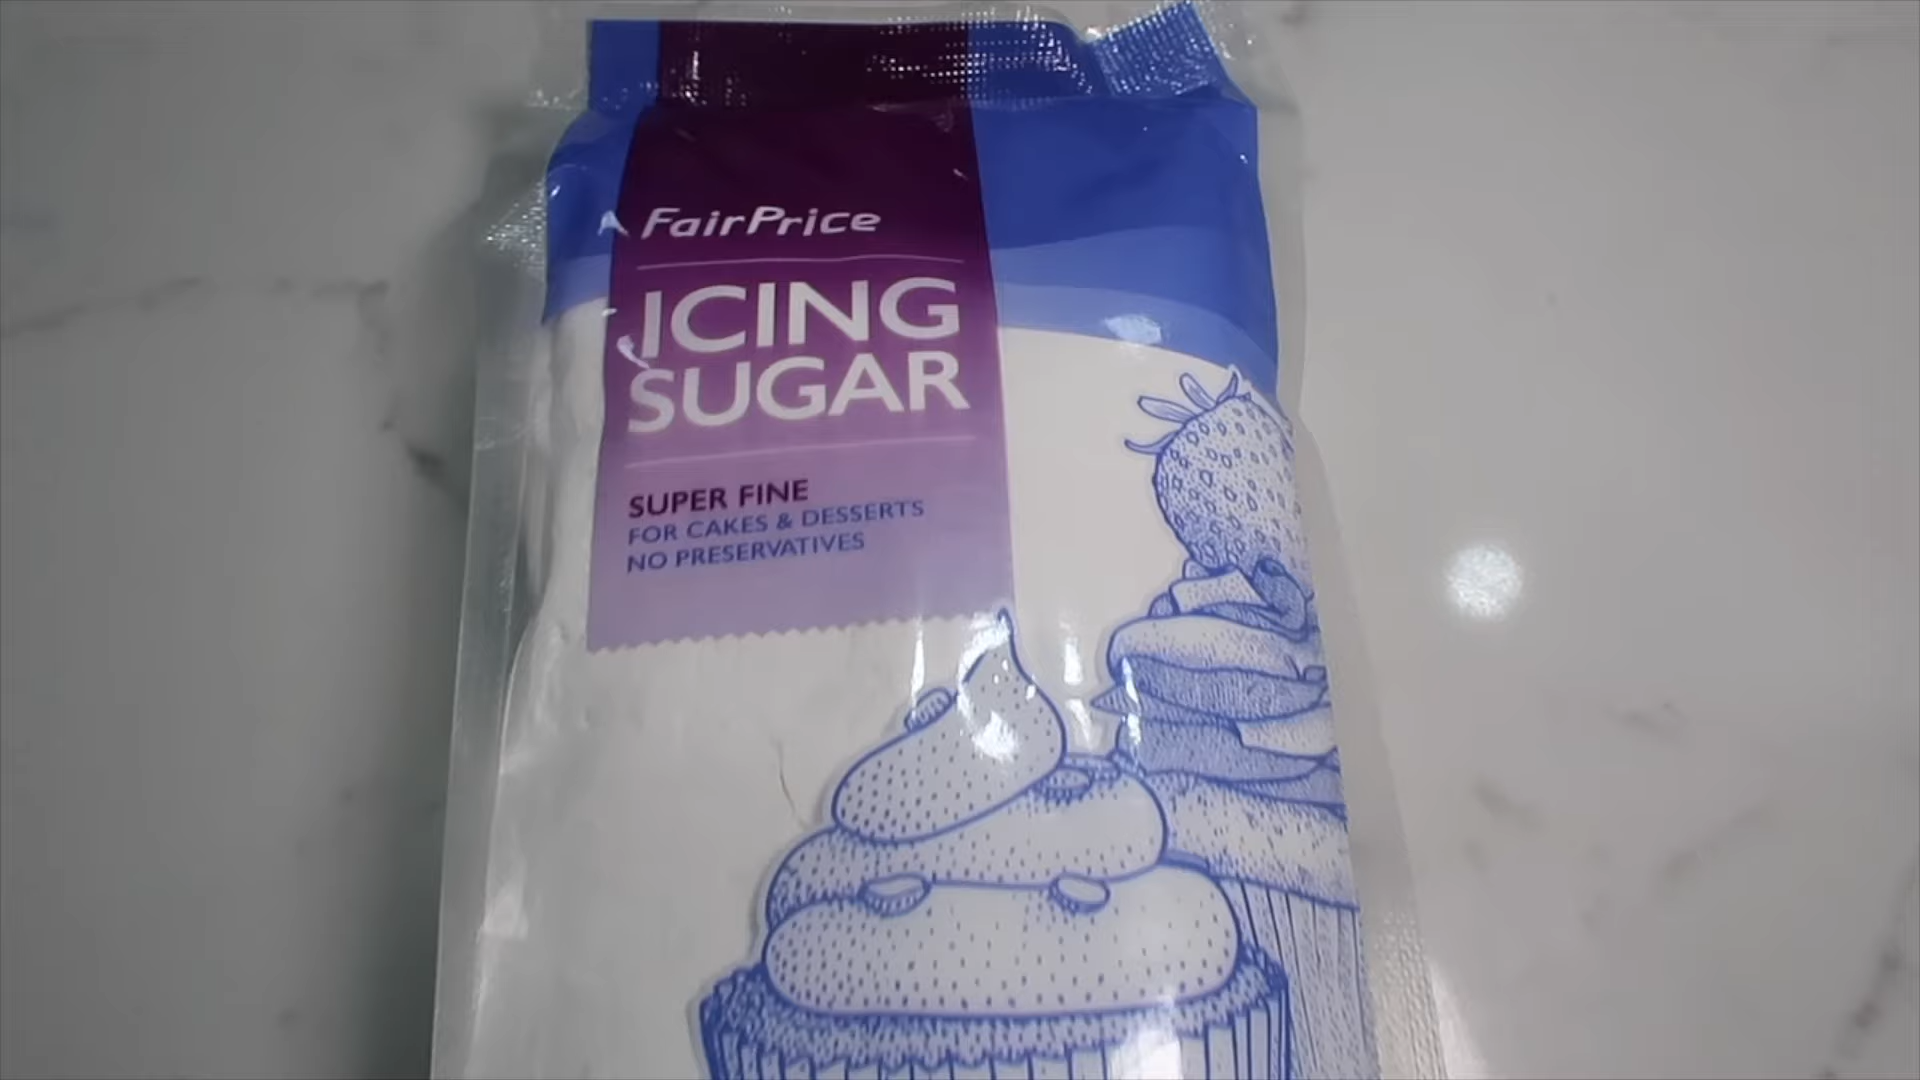 FairPrice
ICING
SUGAR
SUPER FINE
FOR CAKES & DESSERTS
NO PRESERVATIVES